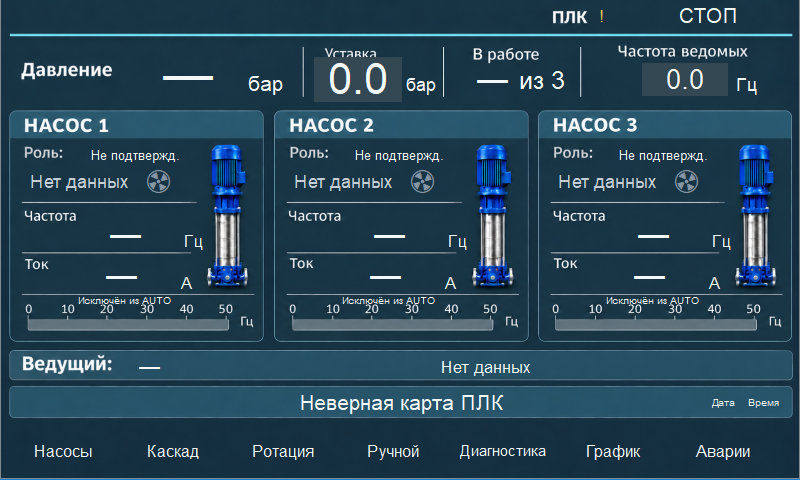 ПЛК ! СТОП
Давление — бар
Уставка
0.0 бар
В работе
— из 3
Частота ведомых
0.0 Гц
НАСОС 1
Роль: Не подтвержд.
Нет данных
Частота
— Гц
Ток
— А
Исключён из AUTO
0 10 20 30 40 50
Гц
НАСОС 2
Роль: Не подтвержд.
Нет данных
Частота
— Гц
Ток
— А
Исключён из AUTO
0 10 20 30 40 50
Гц
НАСОС 3
Роль: Не подтвержд.
Нет данных
Частота
— Гц
Ток
— А
Исключён из AUTO
0 10 20 30 40 50
Гц
Ведущий: — Нет данных
Неверная карта ПЛК Дата Время
Насосы Каскад Ротация Ручной Диагностика График Аварии